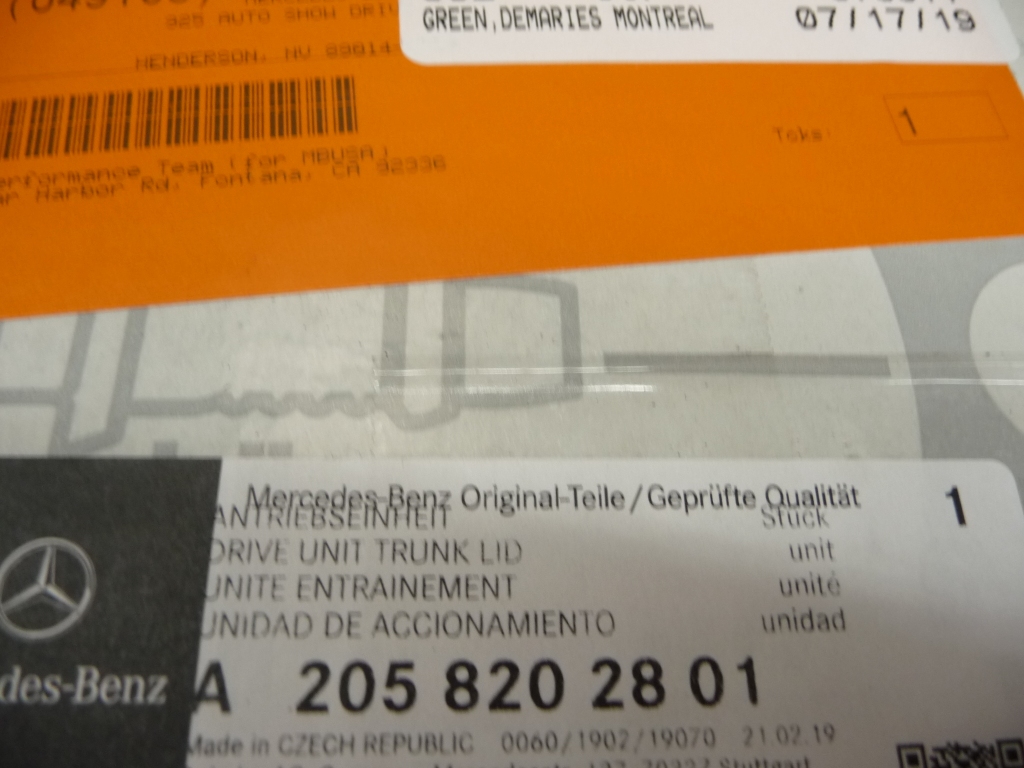 925 AUTO SHOW DRIV
GREEN,DEMARIES MONTREAL 07/17/19
HENDERSON, NV 89014
Tcks: 1
erformance Team (for MBUSA)
ar Harbor Rd, Fontana, CA 92336
Mercedes-Benz Original-Teile/Geprüfte Qualität 1
ANTRIEBSEINHEIT Stück
DRIVE UNIT TRUNK LID unit
UNITE ENTRAINEMENT unité
UNIDAD DE ACCIONAMIENTO unidad
des-Benz
A 205 820 28 01
Made in CZECH REPUBLIC 0060/1902/19070 21.02.19